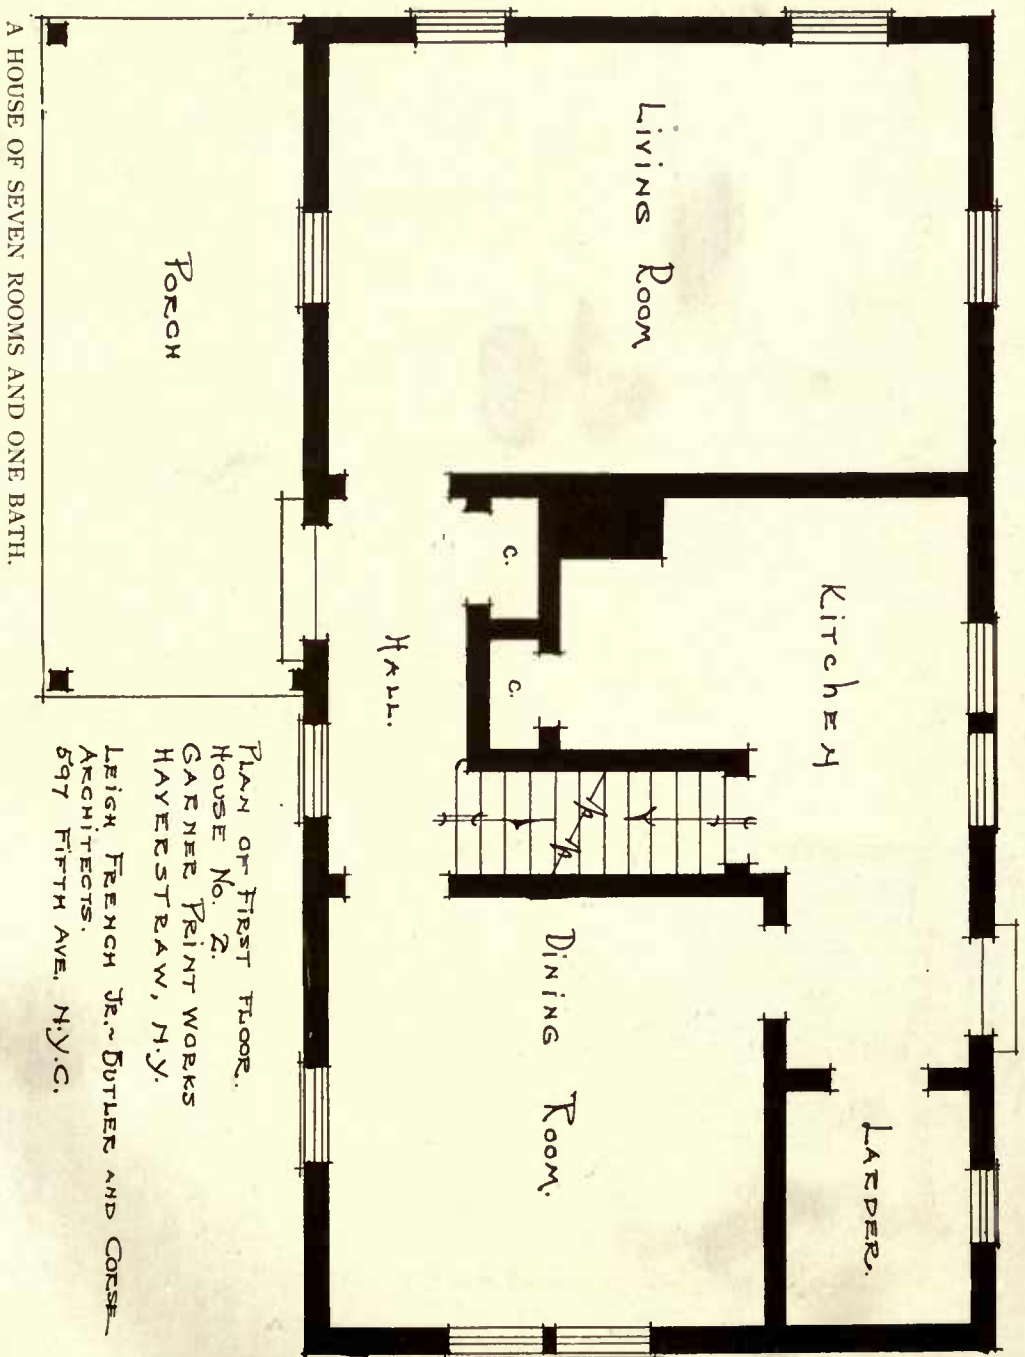 Living Room
Kitchen
Larder.
Dining Room.
C.
C.
Hall.
Porch
Plan of First Floor.
House No. 2.
Garner Print Works
Haverstraw, N.Y.
Leigh French Jr. ~ Butler and Corse
Architects.
597 Fifth Ave. N.Y.C.
A HOUSE OF SEVEN ROOMS AND ONE BATH.